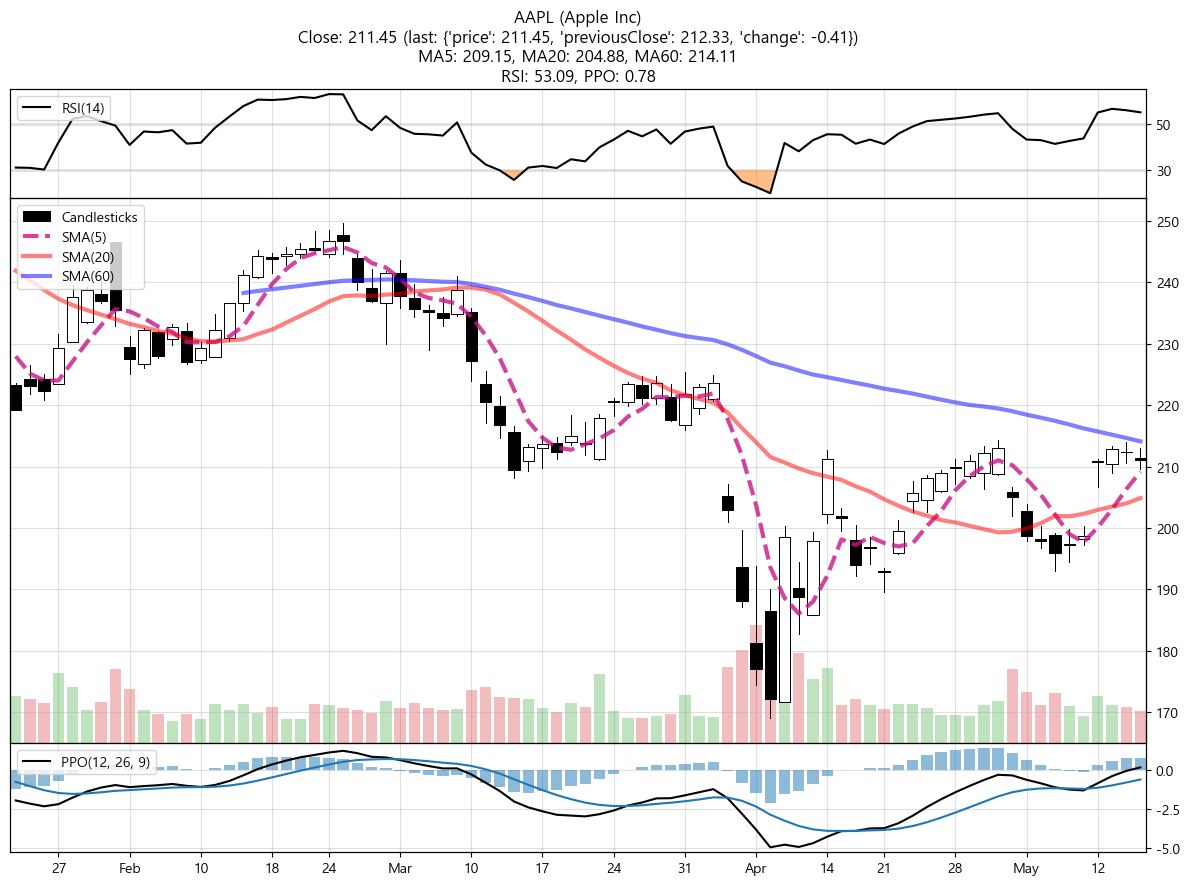 AAPL (Apple Inc)
Close: 211.45 (last: {'price': 211.45, 'previousClose': 212.33, 'change': -0.41})
MA5: 209.15, MA20: 204.88, MA60: 214.11
RSI: 53.09, PPO: 0.78
RSI(14)
50
30
Candlesticks
SMA(5)
SMA(20)
SMA(60)
250
240
230
220
210
200
190
180
170
PPO(12, 26, 9)
0.0
-2.5
-5.0
27 Feb 10 18 24 Mar 10 17 24 31 Apr 14 21 28 May 12